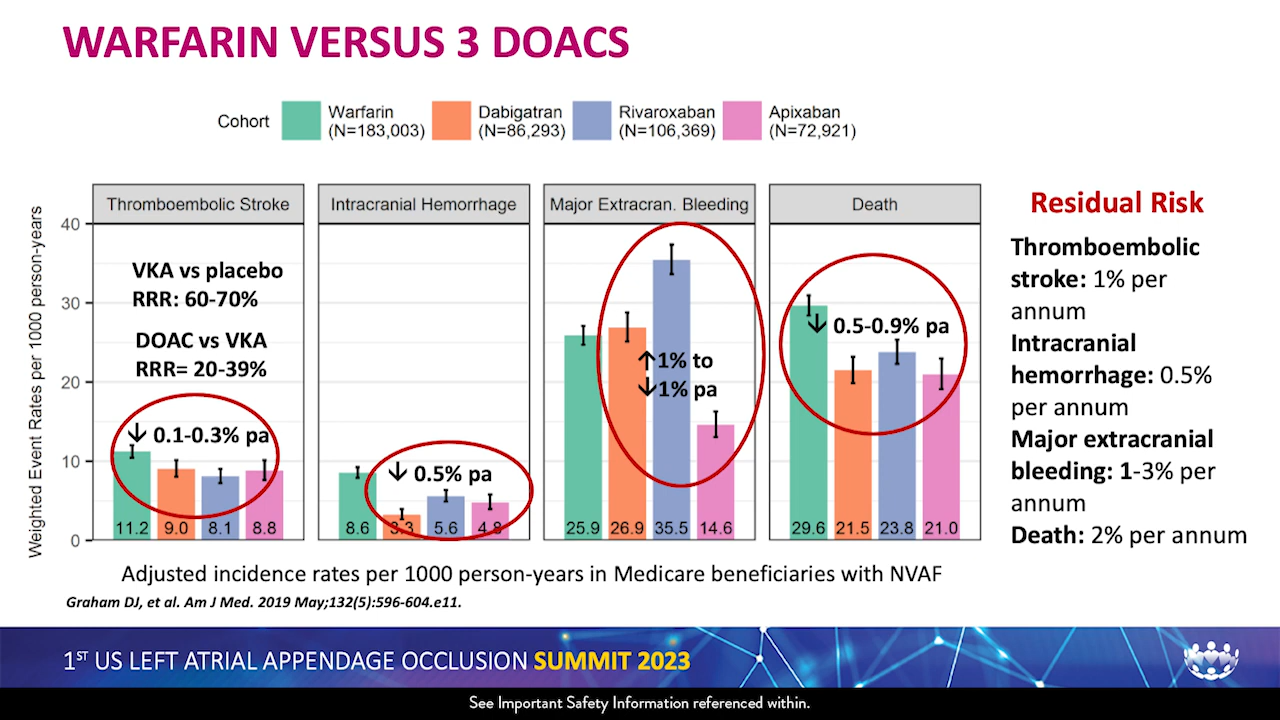 WARFARIN VERSUS 3 DOACS
Cohort
Warfarin
(N=183,003)
Dabigatran
(N=86,293)
Rivaroxaban
(N=106,369)
Apixaban
(N=72,921)
Weighted Event Rates per 1000 person-years
40
30
20
10
0
Thromboembolic Stroke
VKA vs placebo
RRR: 60-70%
DOAC vs VKA
RRR= 20-39%
↓ 0.1-0.3% pa
11.2 9.0 8.1 8.8
Intracranial Hemorrhage
↓ 0.5% pa
8.6 3.3 5.6 4.8
Major Extracran. Bleeding
↑1% to
↓1% pa
25.9 26.9 35.5 14.6
Death
↓ 0.5-0.9% pa
29.6 21.5 23.8 21.0
Residual Risk
Thromboembolic
stroke: 1% per
annum
Intracranial
hemorrhage: 0.5%
per annum
Major extracranial
bleeding: 1-3% per
annum
Death: 2% per annum
Adjusted incidence rates per 1000 person-years in Medicare beneficiaries with NVAF
Graham DJ, et al. Am J Med. 2019 May;132(5):596-604.e11.
1ST US LEFT ATRIAL APPENDAGE OCCLUSION SUMMIT 2023
See Important Safety Information referenced within.